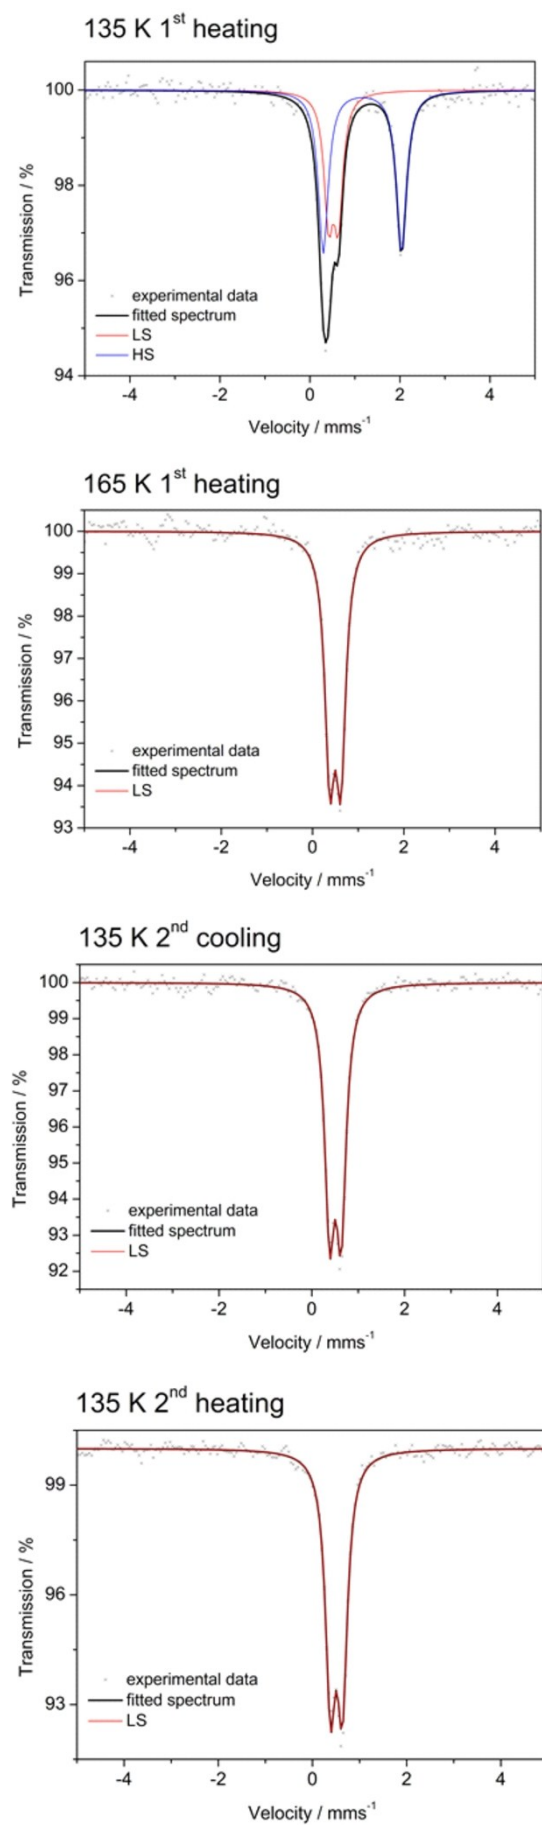 135 K 1st heating
100
98
96
94
Transmission / %
experimental data
fitted spectrum
LS
HS
-4 -2 0 2 4
Velocity / mms-1
165 K 1st heating
100
99
98
97
96
95
94
93
Transmission / %
experimental data
fitted spectrum
LS
-4 -2 0 2 4
Velocity / mms-1
135 K 2nd cooling
100
99
98
97
96
95
94
93
92
Transmission / %
experimental data
fitted spectrum
LS
-4 -2 0 2 4
Velocity / mms-1
135 K 2nd heating
99
96
93
Transmission / %
experimental data
fitted spectrum
LS
-4 -2 0 2 4
Velocity / mms-1